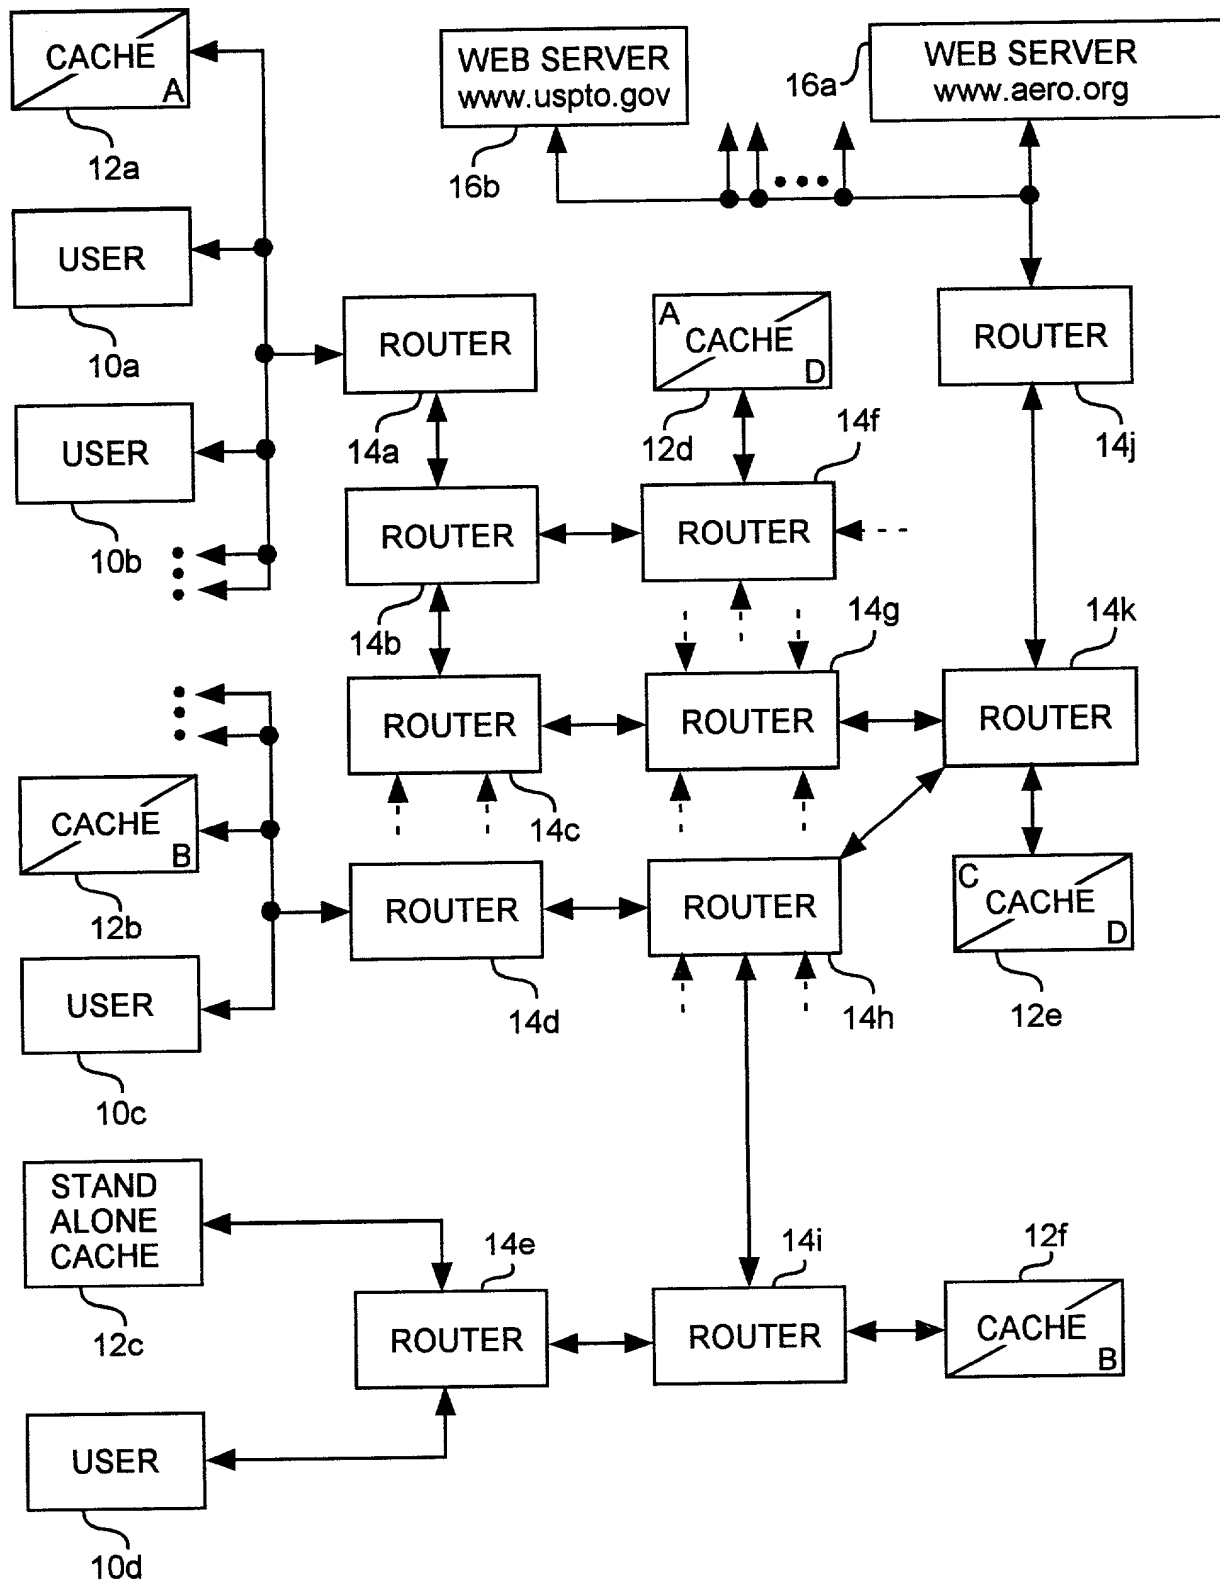 CACHE
A
12a
WEB SERVER
www.uspto.gov
16b
16a
WEB SERVER
www.aero.org
USER
10a
ROUTER
14a
A
CACHE
D
12d
ROUTER
14j
USER
10b
ROUTER
14b
14f
ROUTER
ROUTER
14c
14g
ROUTER
14k
ROUTER
CACHE
B
12b
ROUTER
14d
ROUTER
14h
C
CACHE
D
12e
USER
10c
STAND
ALONE
CACHE
12c
14e
ROUTER
14i
ROUTER
12f
CACHE
B
USER
10d